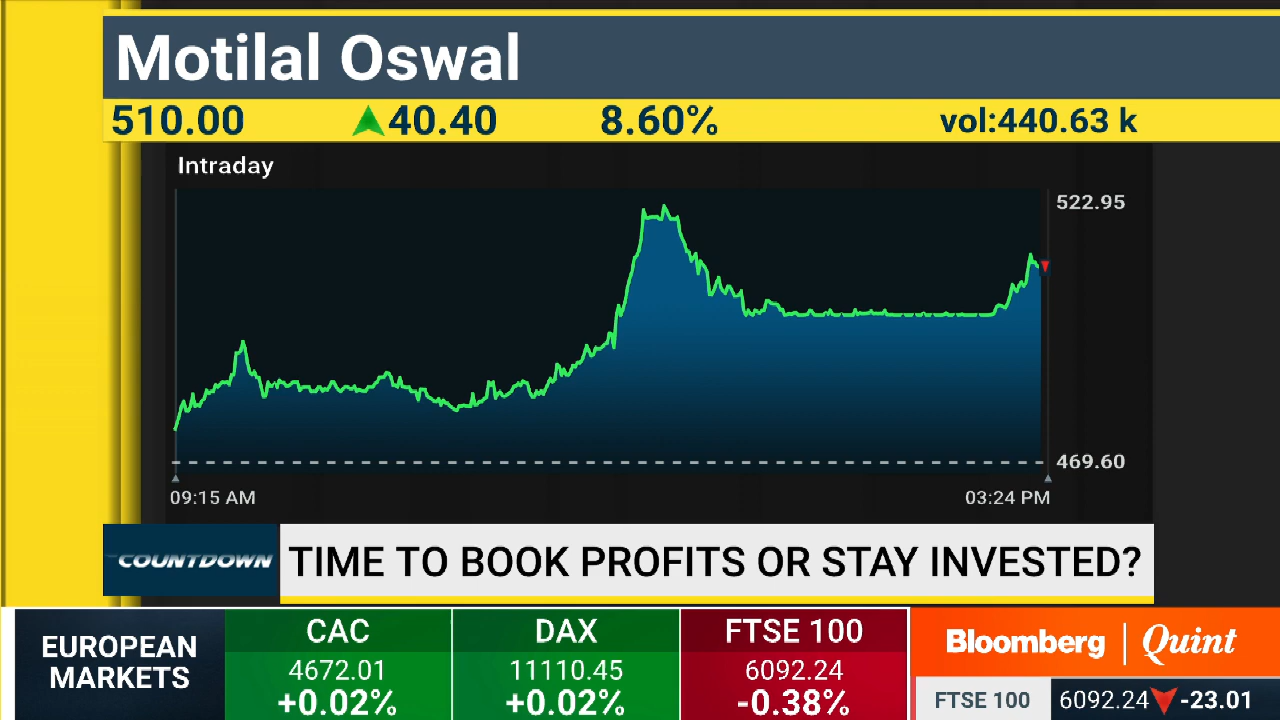 Motilal Oswal
510.00 40.40 8.60% vol:440.63 k
Intraday
522.95
469.60
09:15 AM 03:24 PM
COUNTDOWN TIME TO BOOK PROFITS OR STAY INVESTED?
EUROPEAN MARKETS
CAC
4672.01
+0.02%
DAX
11110.45
+0.02%
FTSE 100
6092.24
-0.38%
Bloomberg | Quint
FTSE 100 6092.24 -23.01